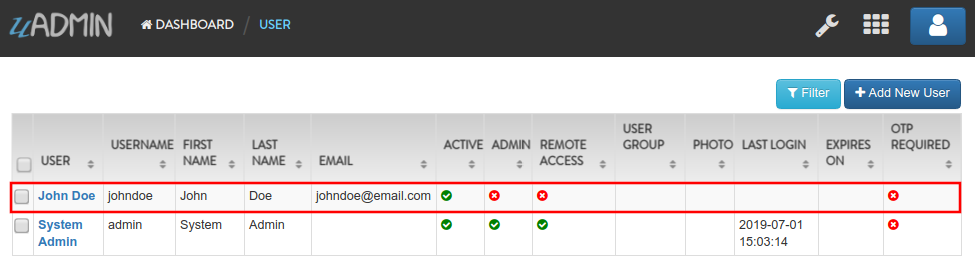 uADMIN DASHBOARD / USER
Filter Add New User
USER USERNAME FIRST NAME LAST NAME EMAIL ACTIVE ADMIN REMOTE ACCESS USER GROUP PHOTO LAST LOGIN EXPIRES ON OTP REQUIRED
John Doe johndoe John Doe johndoe@email.com
System Admin admin System Admin 2019-07-01 15:03:14